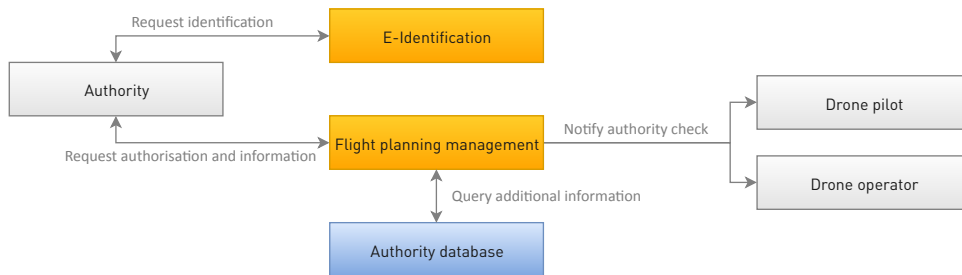 Request identification
E-Identification
Authority
Drone pilot
Notify authority check
Flight planning management
Request authorisation and information
Drone operator
Query additional information
Authority database